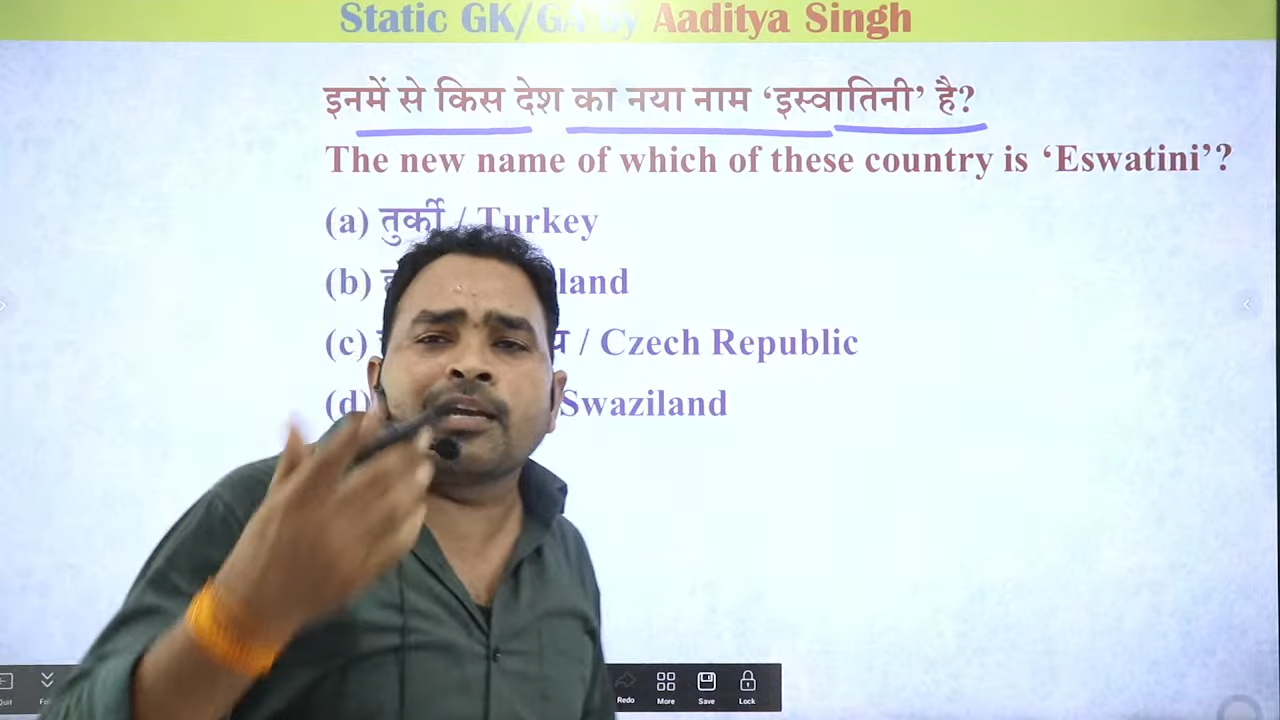 Static GK/GA by Aaditya Singh
इनमें से किस देश का नया नाम ‘इस्वातिनी’ है?
The new name of which of these country is ‘Eswatini’?
(a) तुर्की / Turkey
(b) land
(c) / Czech Republic
(d) Swaziland
Quit Redo More Save Lock